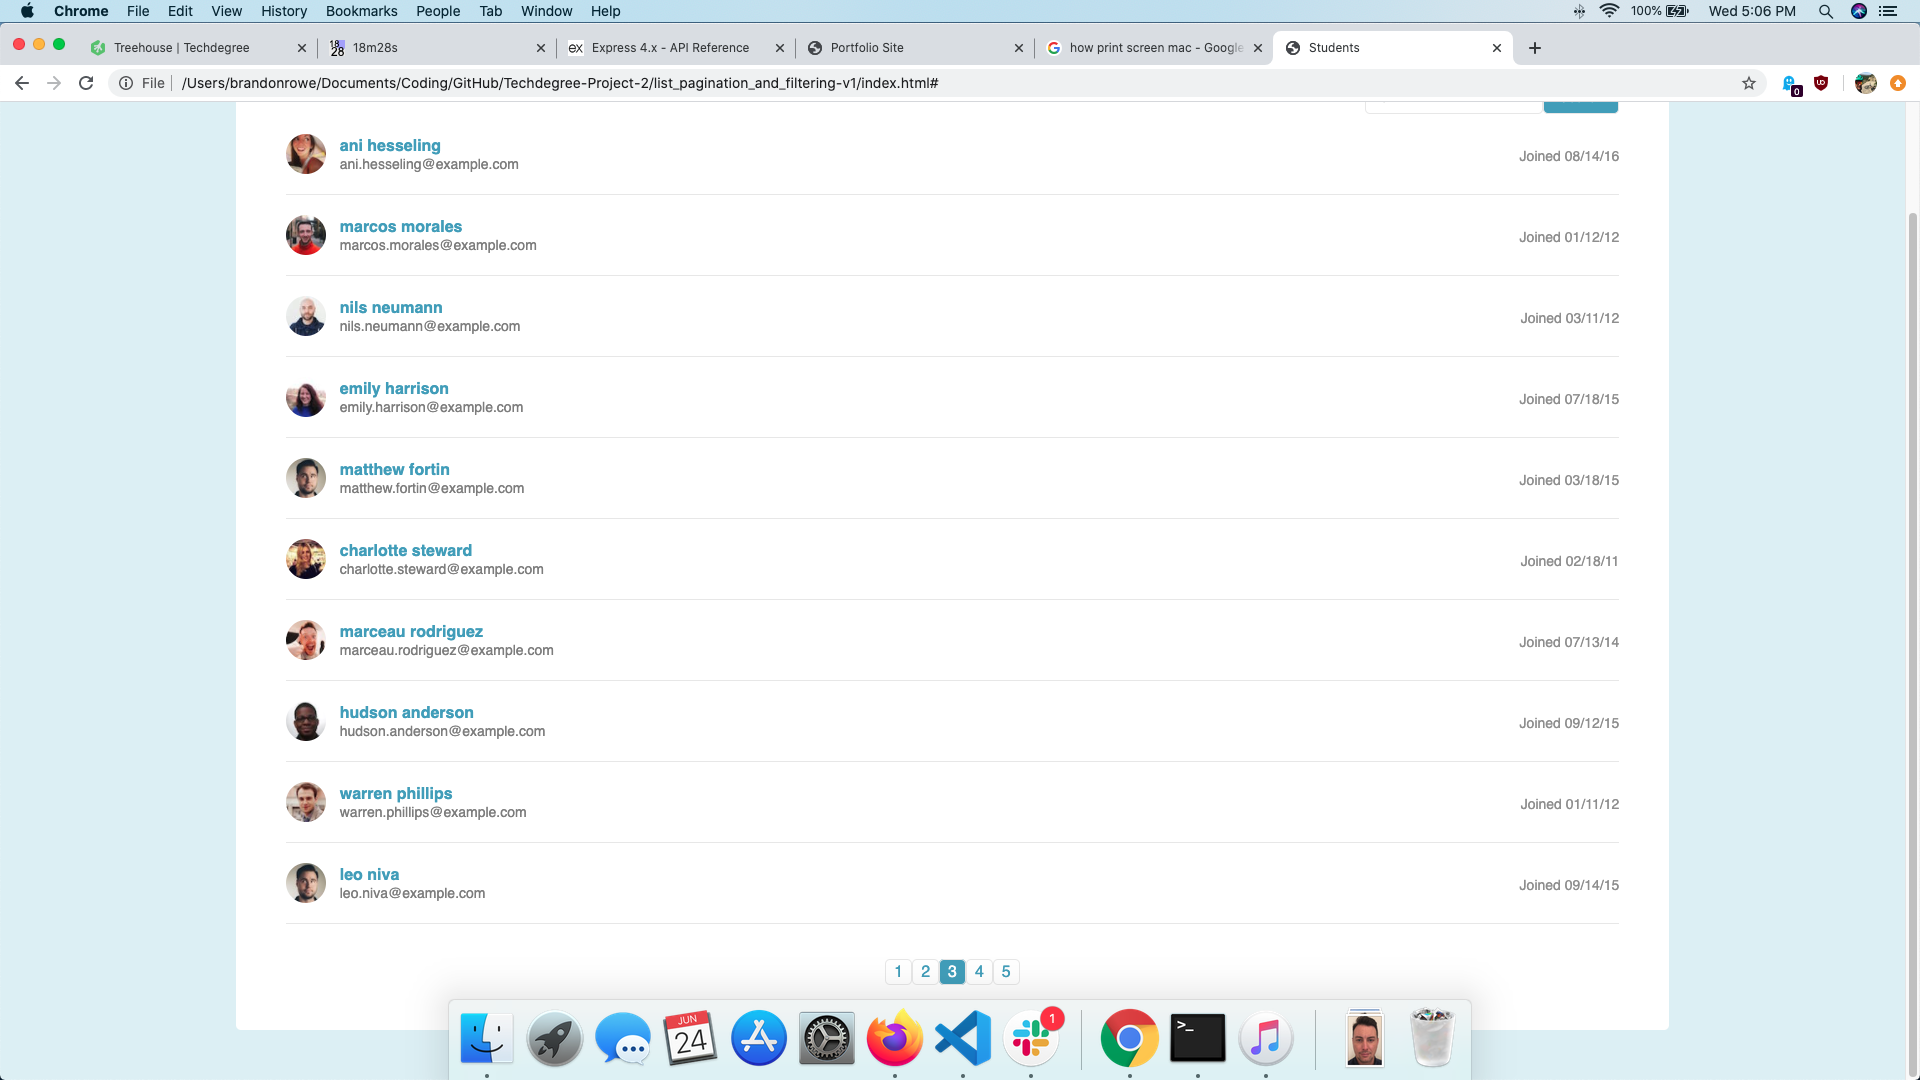 Chrome File Edit View History Bookmarks People Tab Window Help 100% Wed 5:06 PM
Treehouse | Techdegree 18 28 18m28s ex Express 4.x - API Reference Portfolio Site G how print screen mac - Google Students
File /Users/brandonrowe/Documents/Coding/GitHub/Techdegree-Project-2/list_pagination_and_filtering-v1/index.html# 0
ani hesseling
ani.hesseling@example.com
Joined 08/14/16
marcos morales
marcos.morales@example.com
Joined 01/12/12
nils neumann
nils.neumann@example.com
Joined 03/11/12
emily harrison
emily.harrison@example.com
Joined 07/18/15
matthew fortin
matthew.fortin@example.com
Joined 03/18/15
charlotte steward
charlotte.steward@example.com
Joined 02/18/11
marceau rodriguez
marceau.rodriguez@example.com
Joined 07/13/14
hudson anderson
hudson.anderson@example.com
Joined 09/12/15
warren phillips
warren.phillips@example.com
Joined 01/11/12
leo niva
leo.niva@example.com
Joined 09/14/15
1 2 3 4 5
JUN
24
1
>_